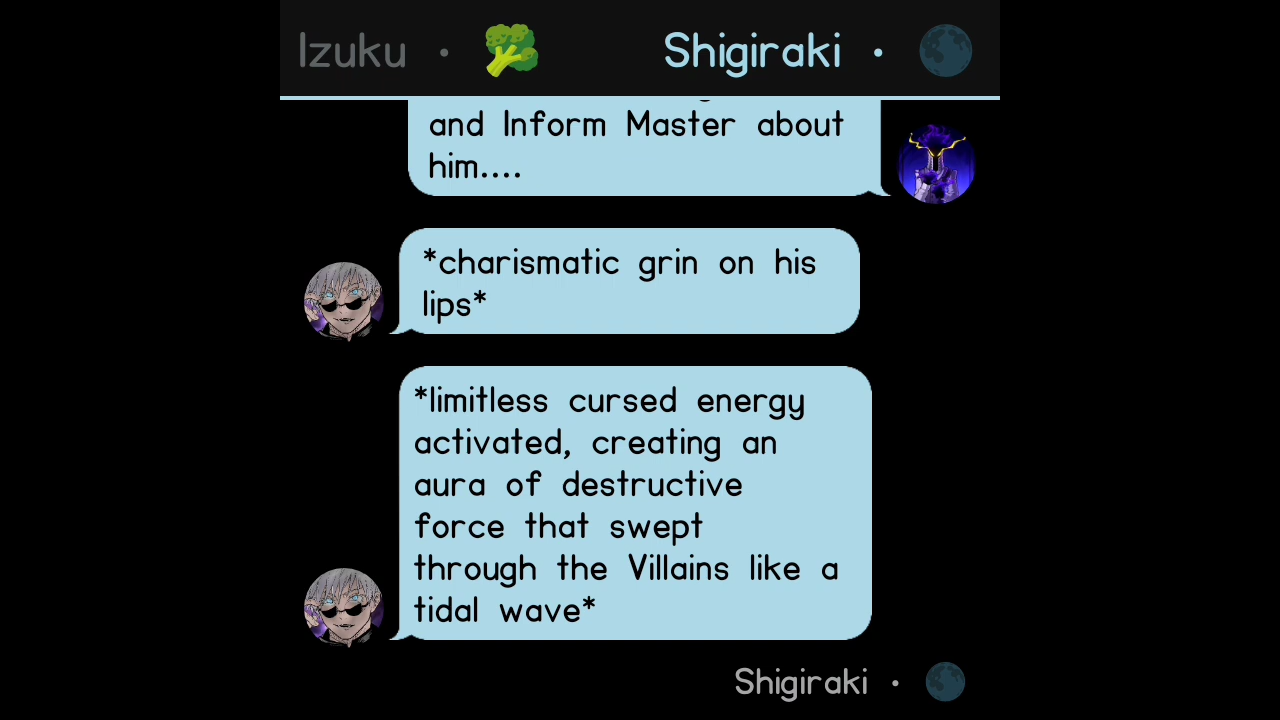 Izuku • 🥦 Shigiraki • 🌑
and Inform Master about
him....
*charismatic grin on his
lips*
*limitless cursed energy
activated, creating an
aura of destructive
force that swept
through the Villains like a
tidal wave*
Shigiraki • 🌑